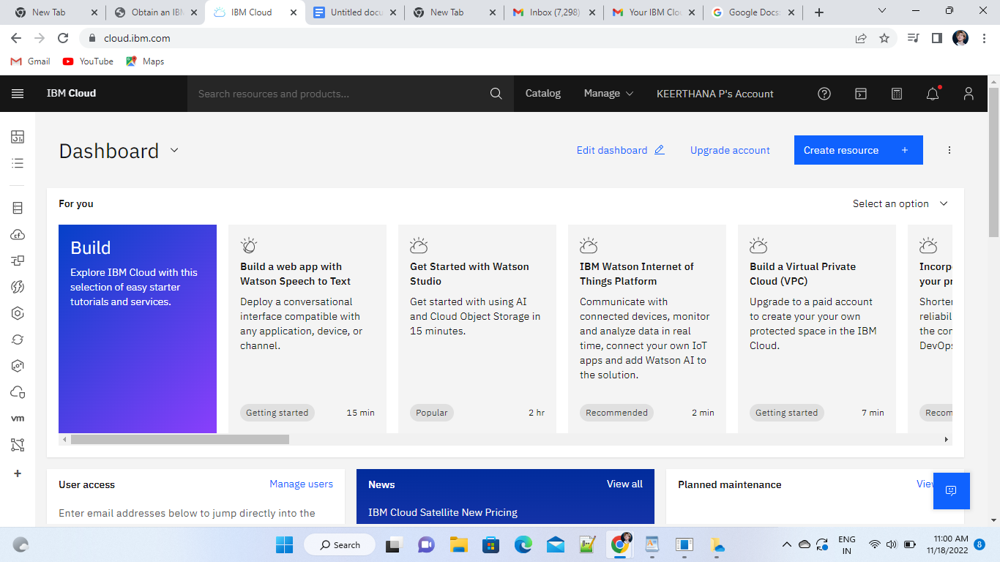 New Tab
Obtain an IBM
IBM Cloud
Untitled docu
New Tab
Inbox (7,298)
Your IBM Clo
Google Docs:
cloud.ibm.com
Gmail
YouTube
Maps
IBM Cloud
Search resources and products...
Catalog
Manage
KEERTHANA P's Account
Dashboard
Edit dashboard
Upgrade account
Create resource +
For you
Select an option
Build
Explore IBM Cloud with this
selection of easy starter
tutorials and services.
Build a web app with
Watson Speech to Text
Deploy a conversational
interface compatible with
any application, device, or
channel.
Getting started
15 min
Get Started with Watson
Studio
Get started with using AI
and Cloud Object Storage in
15 minutes.
Popular
2 hr
IBM Watson Internet of
Things Platform
Communicate with
connected devices, monitor
and analyze data in real
time, connect your own IoT
apps and add Watson AI to
the solution.
Recommended
2 min
Build a Virtual Private
Cloud (VPC)
Upgrade to a paid account
to create your your own
protected space in the IBM
Cloud.
Getting started
7 min
Incorp
your pr
Shorter
reliabil
the cor
DevOps
Recom
cf
vm
User access
Manage users
Enter email addresses below to jump directly into the
News
View all
IBM Cloud Satellite New Pricing
Planned maintenance
View
Search
ENG
IN
11:00 AM
11/18/2022
8